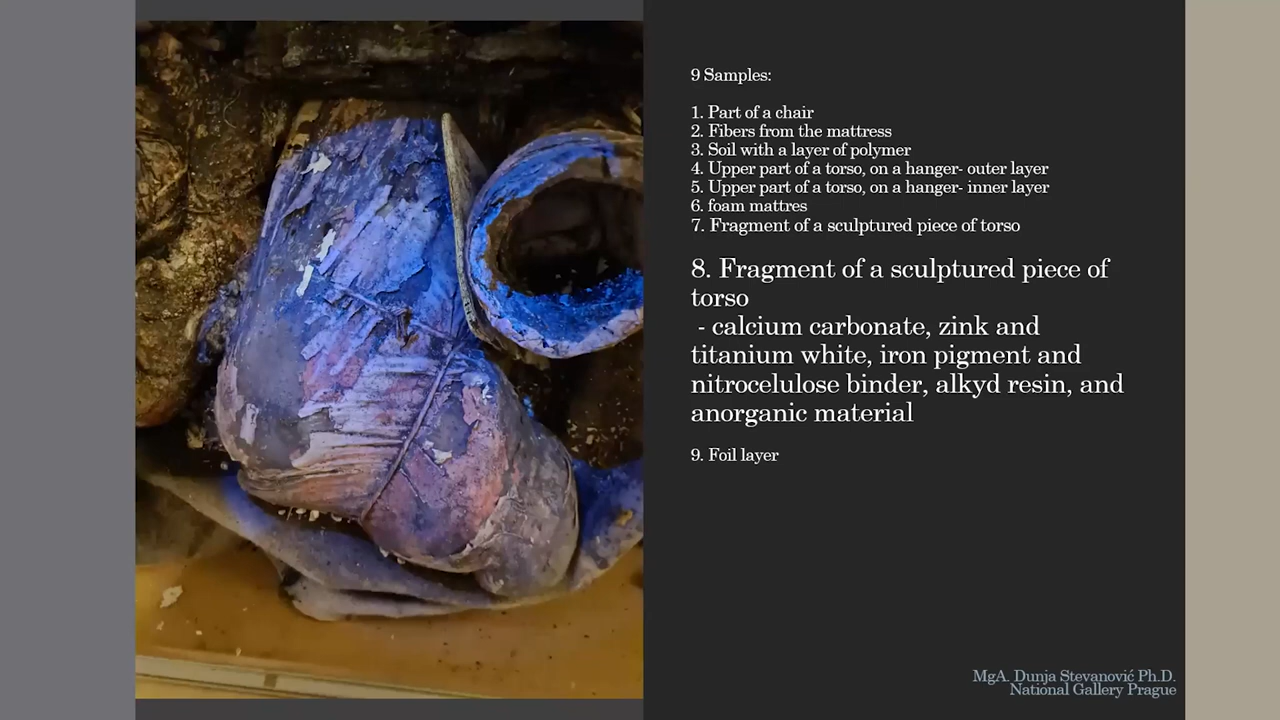 9 Samples:
1. Part of a chair
2. Fibers from the mattress
3. Soil with a layer of polymer
4. Upper part of a torso, on a hanger- outer layer
5. Upper part of a torso, on a hanger- inner layer
6. foam mattres
7. Fragment of a sculptured piece of torso
8. Fragment of a sculptured piece of
torso
- calcium carbonate, zink and
titanium white, iron pigment and
nitrocelulose binder, alkyd resin, and
anorganic material
9. Foil layer
MgA. Dunja Stevanović Ph.D.
National Gallery Prague